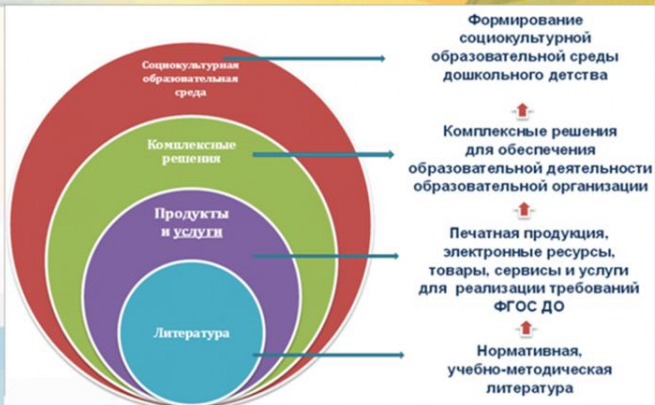 Социокультурная
образовательная
среда
Комплексные
решения
Продукты
и услуги
Литература
Формирование
социокультурной
образовательной среды
дошкольного детства
Комплексные решения
для обеспечения
образовательной деятельности
образовательной организации
Печатная продукция,
электронные ресурсы,
товары, сервисы и услуги
для реализации требований
ФГОС ДО
Нормативная,
учебно-методическая
литература